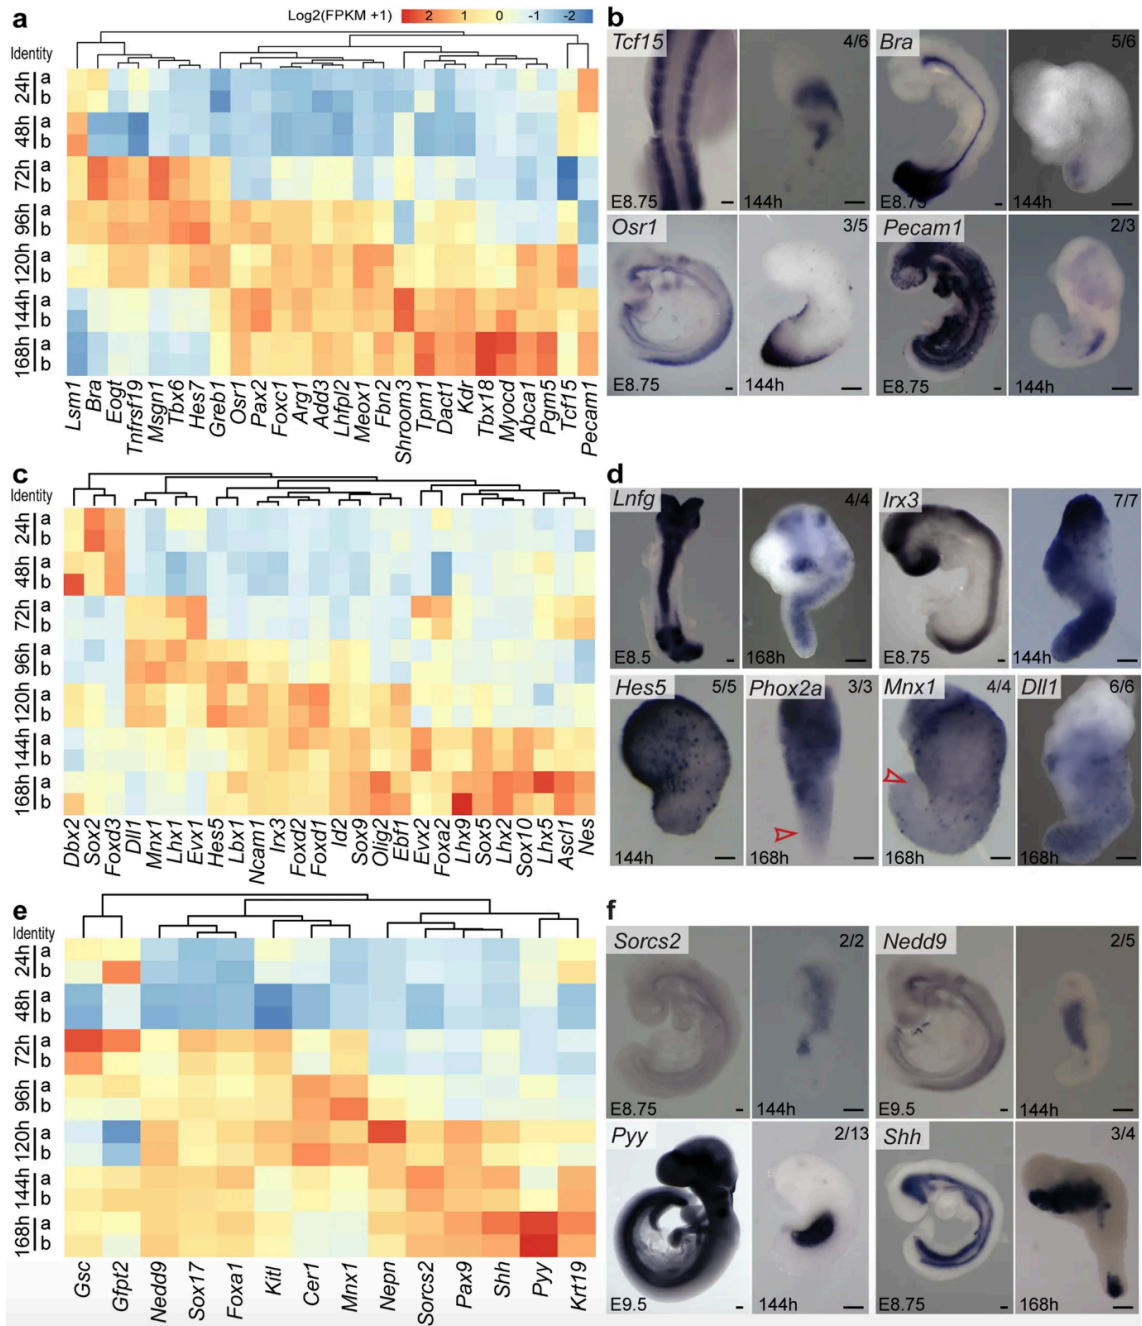 a
Log2(FPKM +1)
2 1 0 -1 -2
Identity
24h a
b
48h a
b
72h a
b
96h a
b
120h a
b
144h a
b
168h a
b
Lsm1 Bra Eogt Tnfrsf19 Msgn1 Tbx6 Hes7 Greb1 Osr1 Pax2 Foxc1 Arg1 Add3 Lhfpl2 Meox1 Fbn2 Shroom3 Tpm1 Dact1 Kdr Tbx18 Myocd Abca1 Pgm5 Tcf15 Pecam1
b
Tcf15 4/6 Bra 5/6
E8.75 144h E8.75 144h
Osr1 3/5 Pecam1 2/3
E8.75 144h E8.75 144h
c
Identity
24h a
b
48h a
b
72h a
b
96h a
b
120h a
b
144h a
b
168h a
b
Dbx2 Sox2 Foxd3 Dll1 Mnx1 Lhx1 Evx1 Hes5 Lbx1 Ncam1 Irx3 Foxd2 Foxd1 Id2 Sox9 Olig2 Ebf1 Evx2 Foxa2 Lhx9 Sox5 Lhx2 Sox10 Lhx5 Ascl1 Nes
d
Lnfg 4/4 Irx3 7/7
E8.5 168h E8.75 144h
Hes5 5/5 Phox2a 3/3 Mnx1 4/4 Dll1 6/6
144h 168h 168h 168h
e
Identity
24h a
b
48h a
b
72h a
b
96h a
b
120h a
b
144h a
b
168h a
b
Gsc Gfpt2 Nedd9 Sox17 Foxa1 Kitl Cer1 Mnx1 Nepn Sorcs2 Pax9 Shh Pyy Krt19
f
Sorcs2 2/2 Nedd9 2/5
E8.75 144h E9.5 144h
Pyy 2/13 Shh 3/4
E9.5 144h E8.75 168h